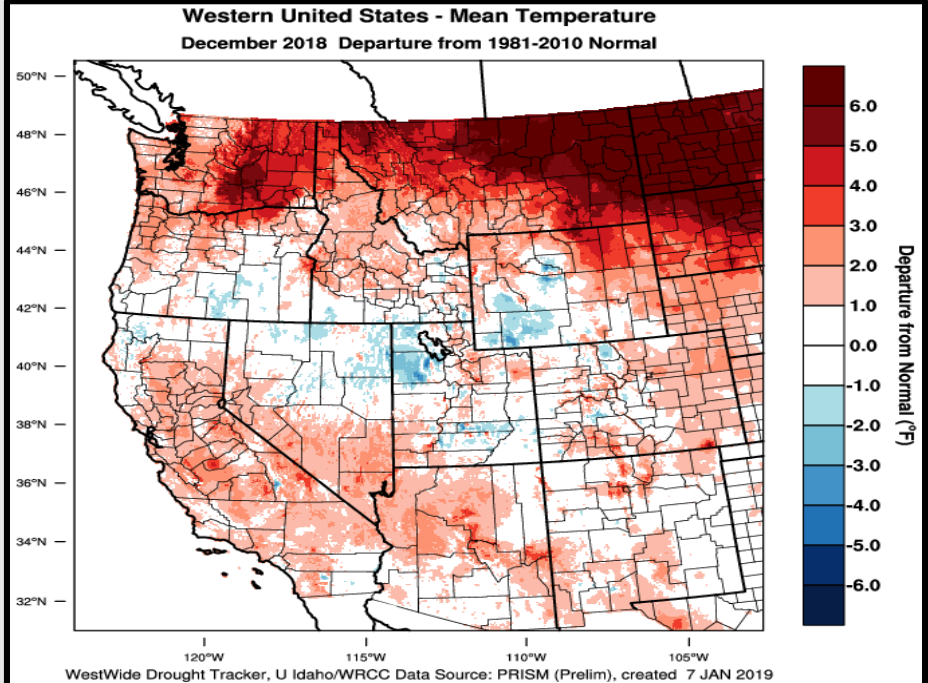 Western United States - Mean Temperature
December 2018 Departure from 1981-2010 Normal
50°N
48°N
46°N
44°N
42°N
40°N
38°N
36°N
34°N
32°N
120°W
115°W
110°W
105°W
6.0
5.0
4.0
3.0
2.0
1.0
0.0
-1.0
-2.0
-3.0
-4.0
-5.0
-6.0
Departure from Normal (°F)
WestWide Drought Tracker, U Idaho/WRCC Data Source: PRISM (Prelim), created 7 JAN 2019